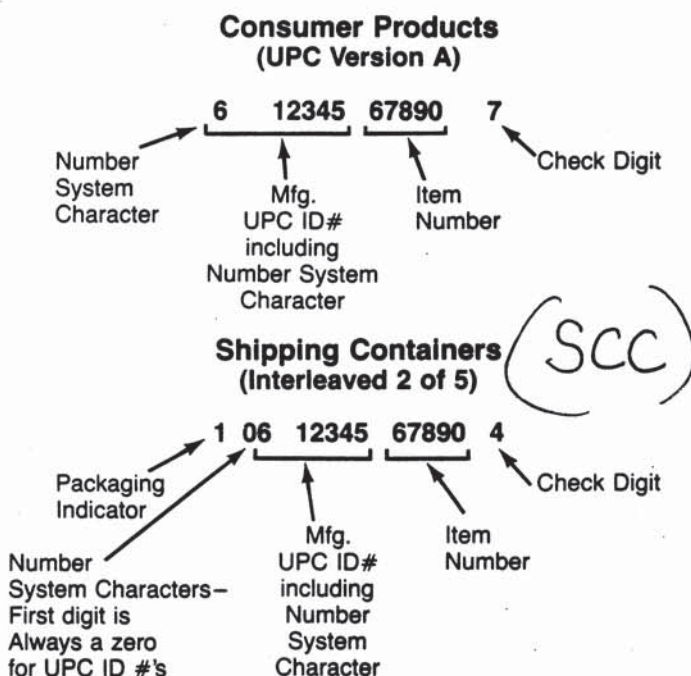 Consumer Products
(UPC Version A)
6 12345 67890 7
Number
System
Character
Mfg.
UPC ID#
including
Number System
Character
Item
Number
Check Digit
Shipping Containers
(Interleaved 2 of 5)
(SCC)
1 06 12345 67890 4
Packaging
Indicator
Number
System Characters–
First digit is
Always a zero
for UPC ID #'s
Mfg.
UPC ID#
including
Number
System
Character
Item
Number
Check Digit